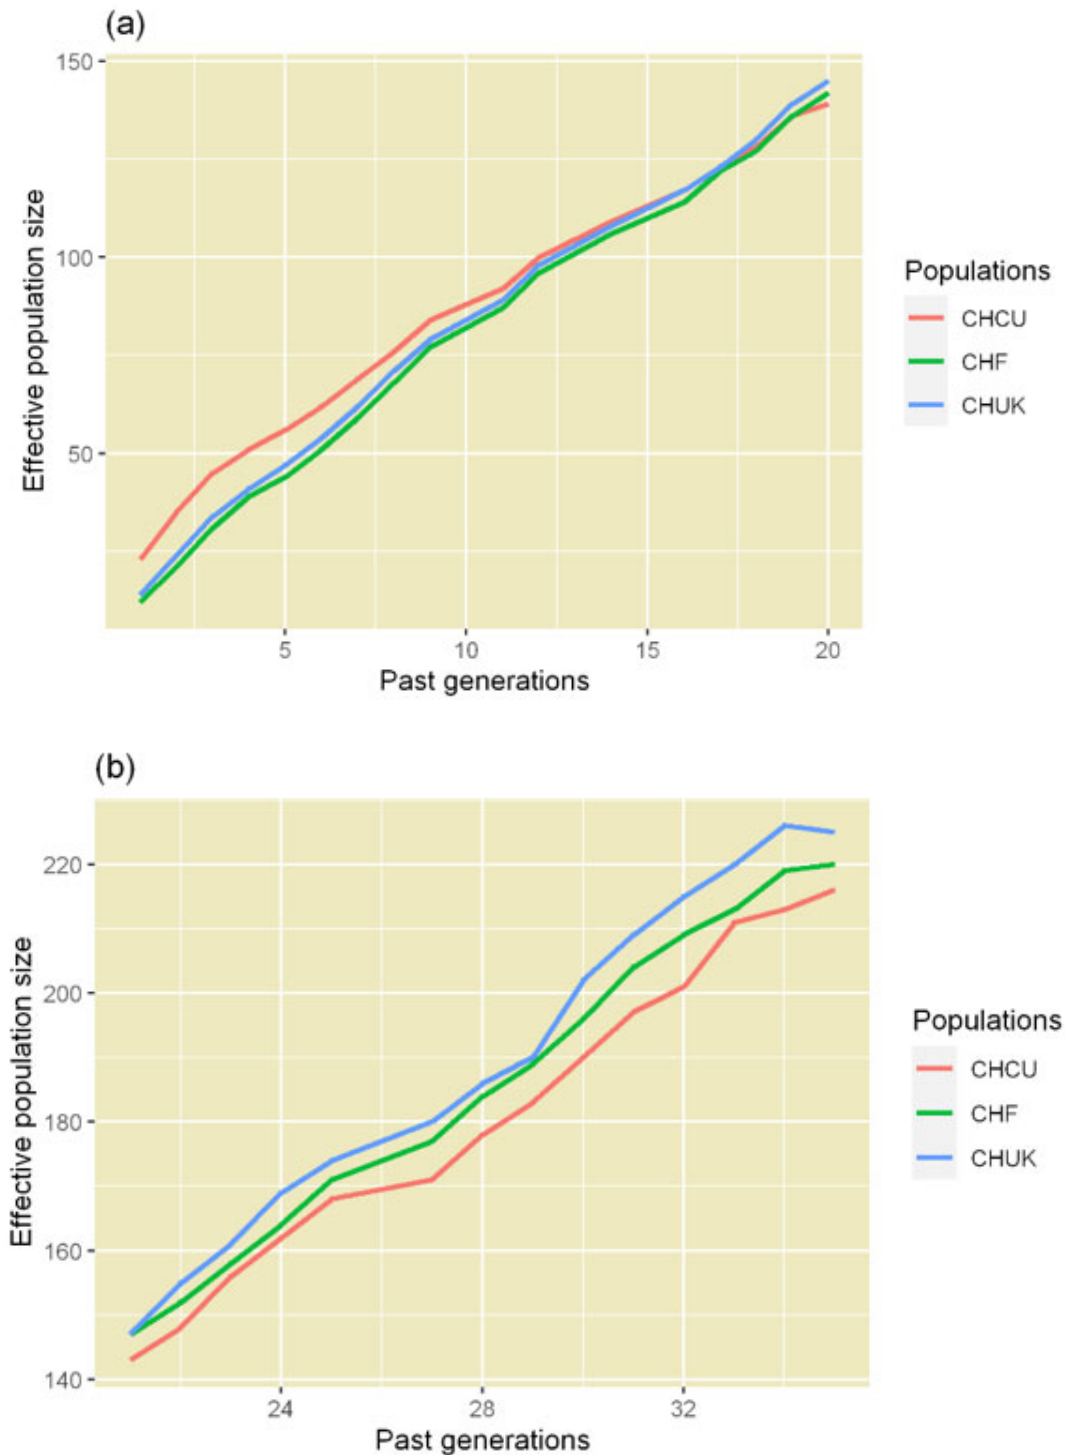 (a)
150
100
50
Effective population size
5 10 15 20
Past generations
Populations
CHCU
CHF
CHUK
(b)
220
200
180
160
140
Effective population size
24 28 32
Past generations
Populations
CHCU
CHF
CHUK